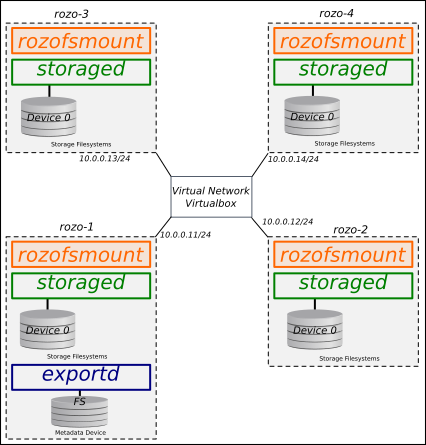 rozo-3
rozofsmount
storaged
Device 0
Storage Filesystems
10.0.0.13/24
rozo-4
rozofsmount
storaged
Device 0
Storage Filesystems
10.0.0.14/24
Virtual Network
Virtualbox
rozo-1
10.0.0.11/24
rozofsmount
storaged
Device 0
Storage Filesystems
exportd
FS
Metadata Device
10.0.0.12/24
rozo-2
rozofsmount
storaged
Device 0
Storage Filesystems